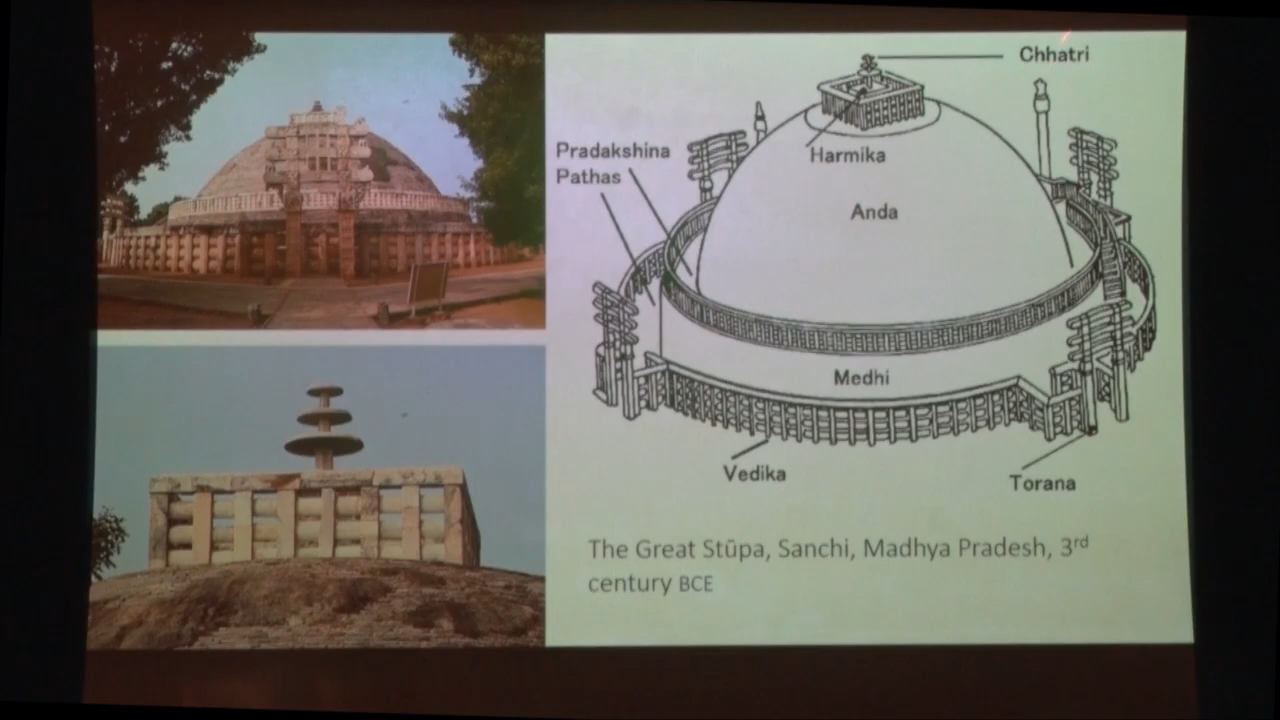 Chhatri
Pradakshina
Pathas
Harmika
Anda
Medhi
Vedika
Torana
The Great Stūpa, Sanchi, Madhya Pradesh, 3rd
century BCE